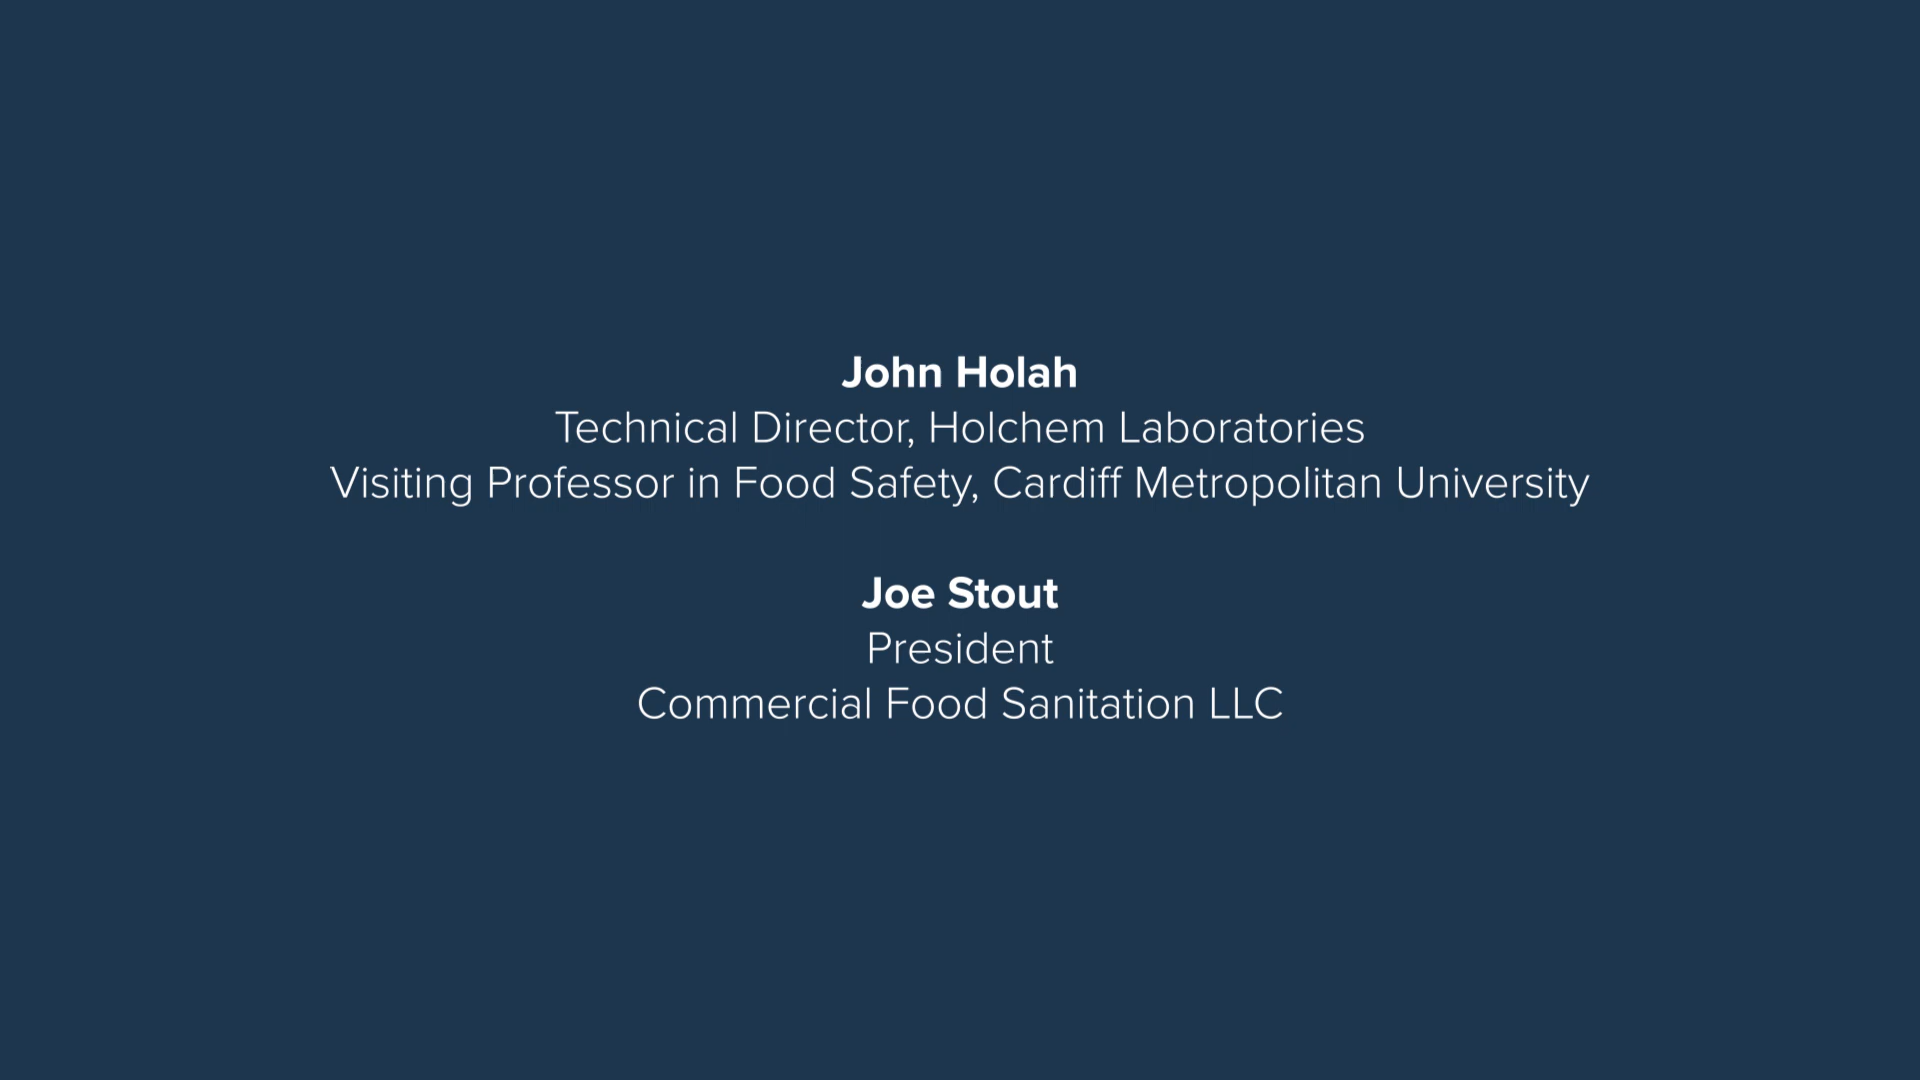 John Holah
Technical Director, Holchem Laboratories
Visiting Professor in Food Safety, Cardiff Metropolitan University
Joe Stout
President
Commercial Food Sanitation LLC